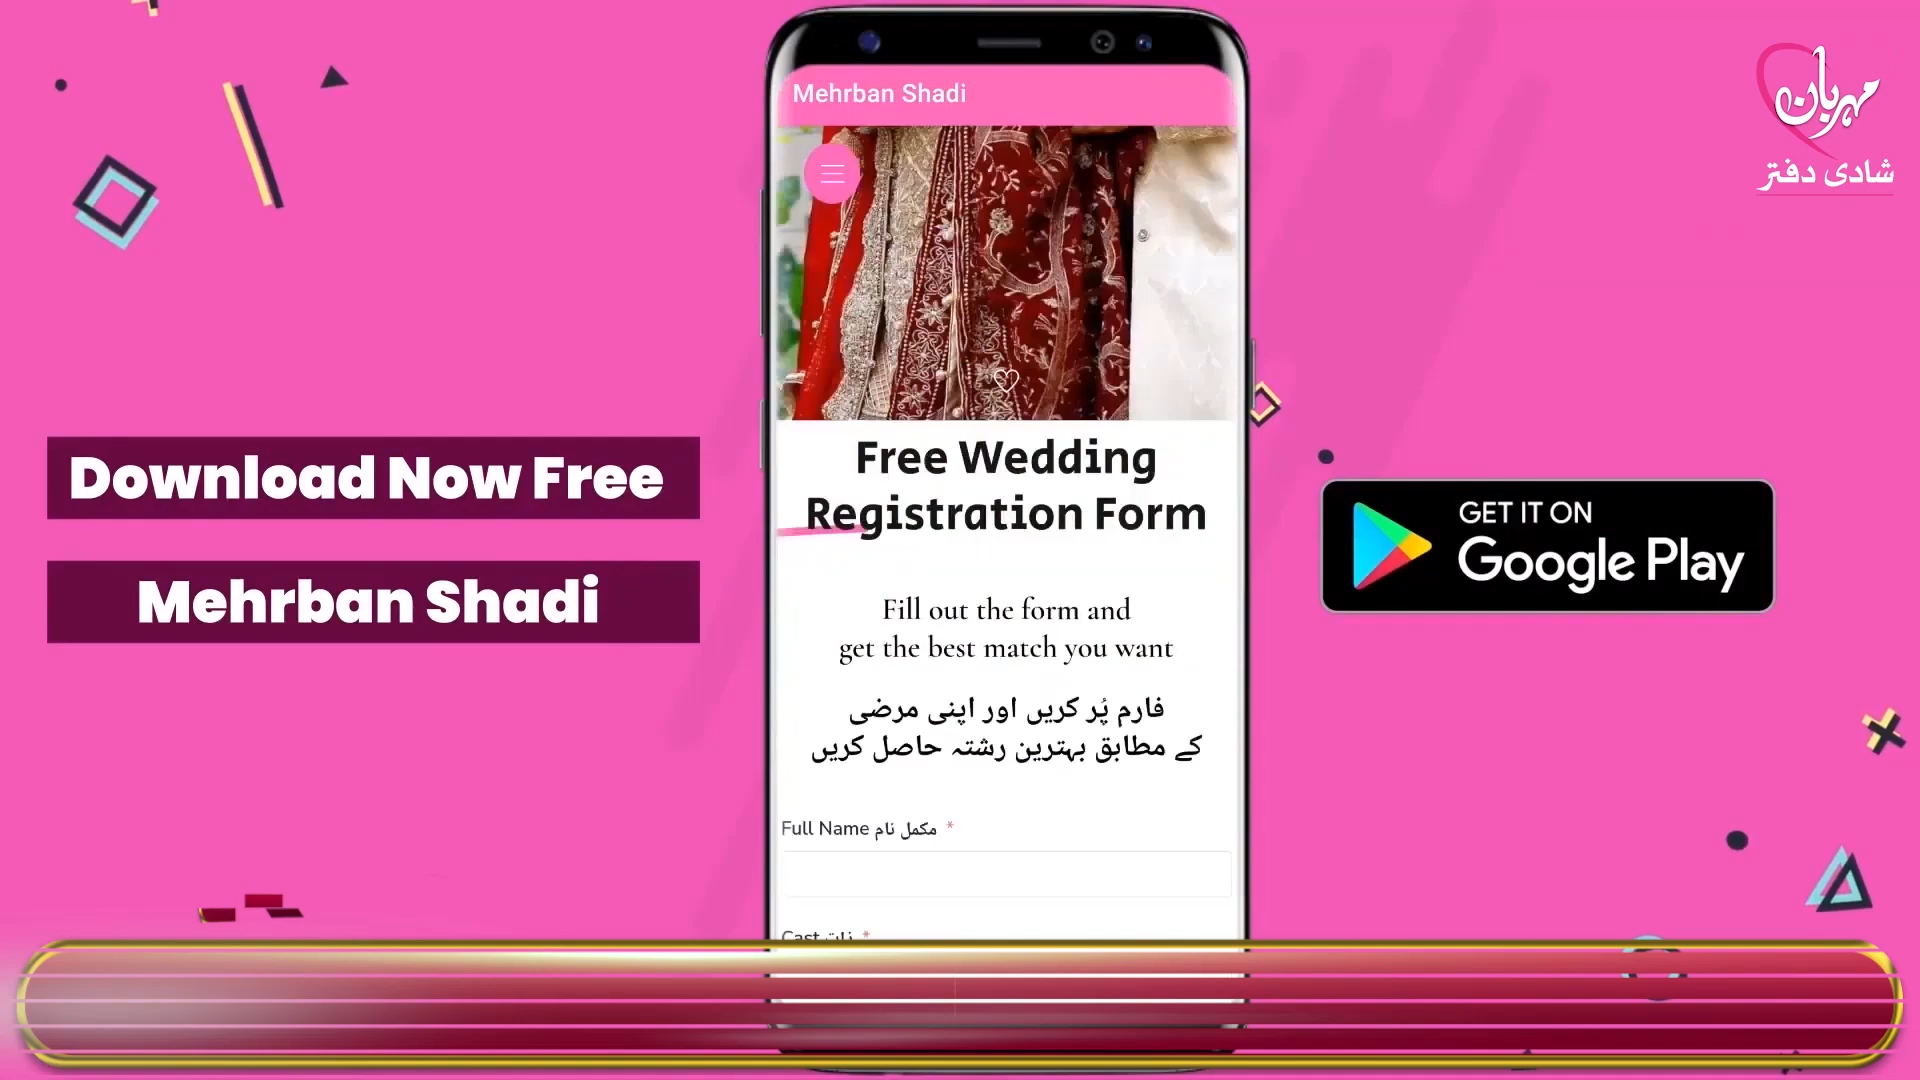 Mehrban Shadi
مہربان
شادی دفتر
Download Now Free
Mehrban Shadi
Free Wedding
Registration Form
Fill out the form and
get the best match you want
فارم پُر کریں اور اپنی مرضی
کے مطابق بہترین رشتہ حاصل کریں
Full Name مکمل نام *
Cast ذات *
GET IT ON
Google Play